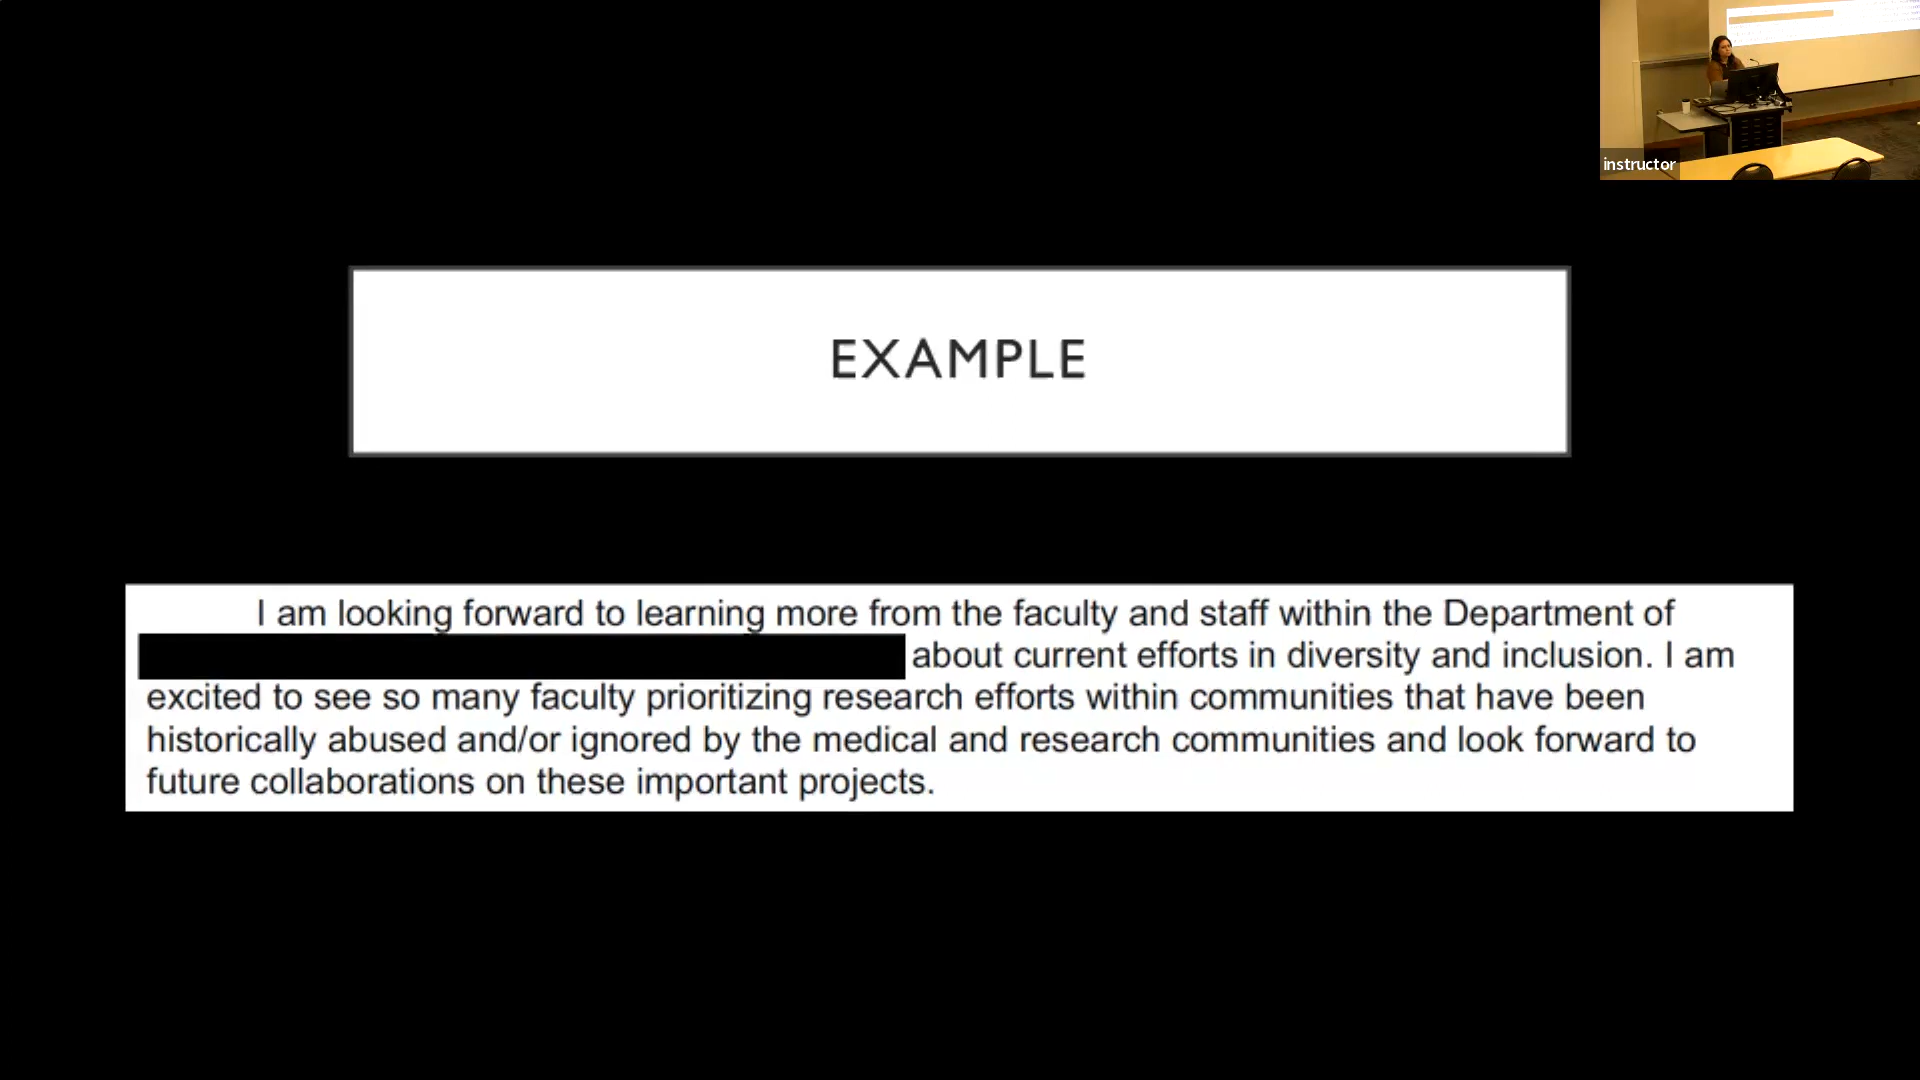 instructor
EXAMPLE
I am looking forward to learning more from the faculty and staff within the Department of
about current efforts in diversity and inclusion. I am
excited to see so many faculty prioritizing research efforts within communities that have been
historically abused and/or ignored by the medical and research communities and look forward to
future collaborations on these important projects.